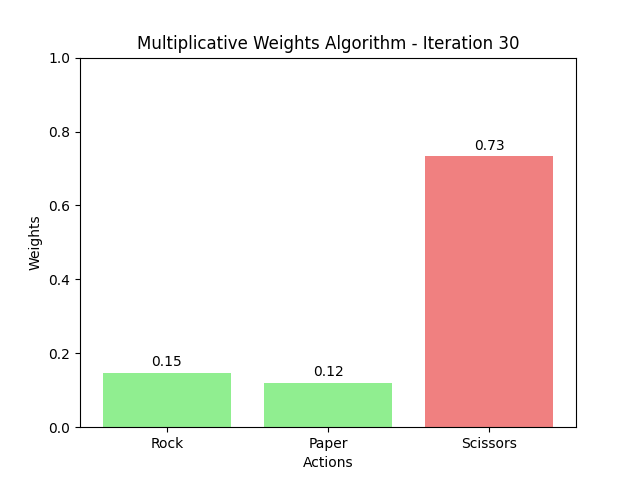 Multiplicative Weights Algorithm - Iteration 30
1.0
0.8
0.6
0.4
0.2
0.0
Weights
0.15
0.12
0.73
Rock Paper Scissors
Actions